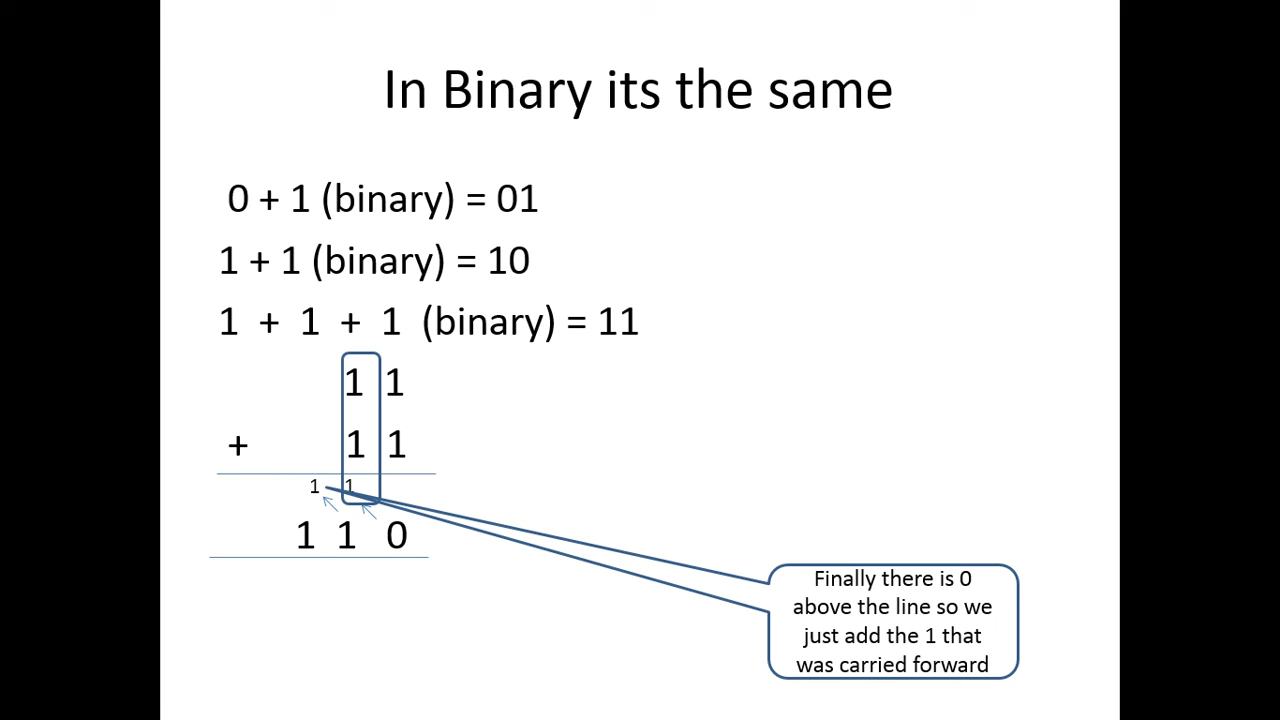 In Binary its the same
0 + 1 (binary) = 01
1 + 1 (binary) = 10
1 + 1 + 1 (binary) = 11
1 1
+ 1 1
1 1
1 1 0
Finally there is 0
above the line so we
just add the 1 that
was carried forward